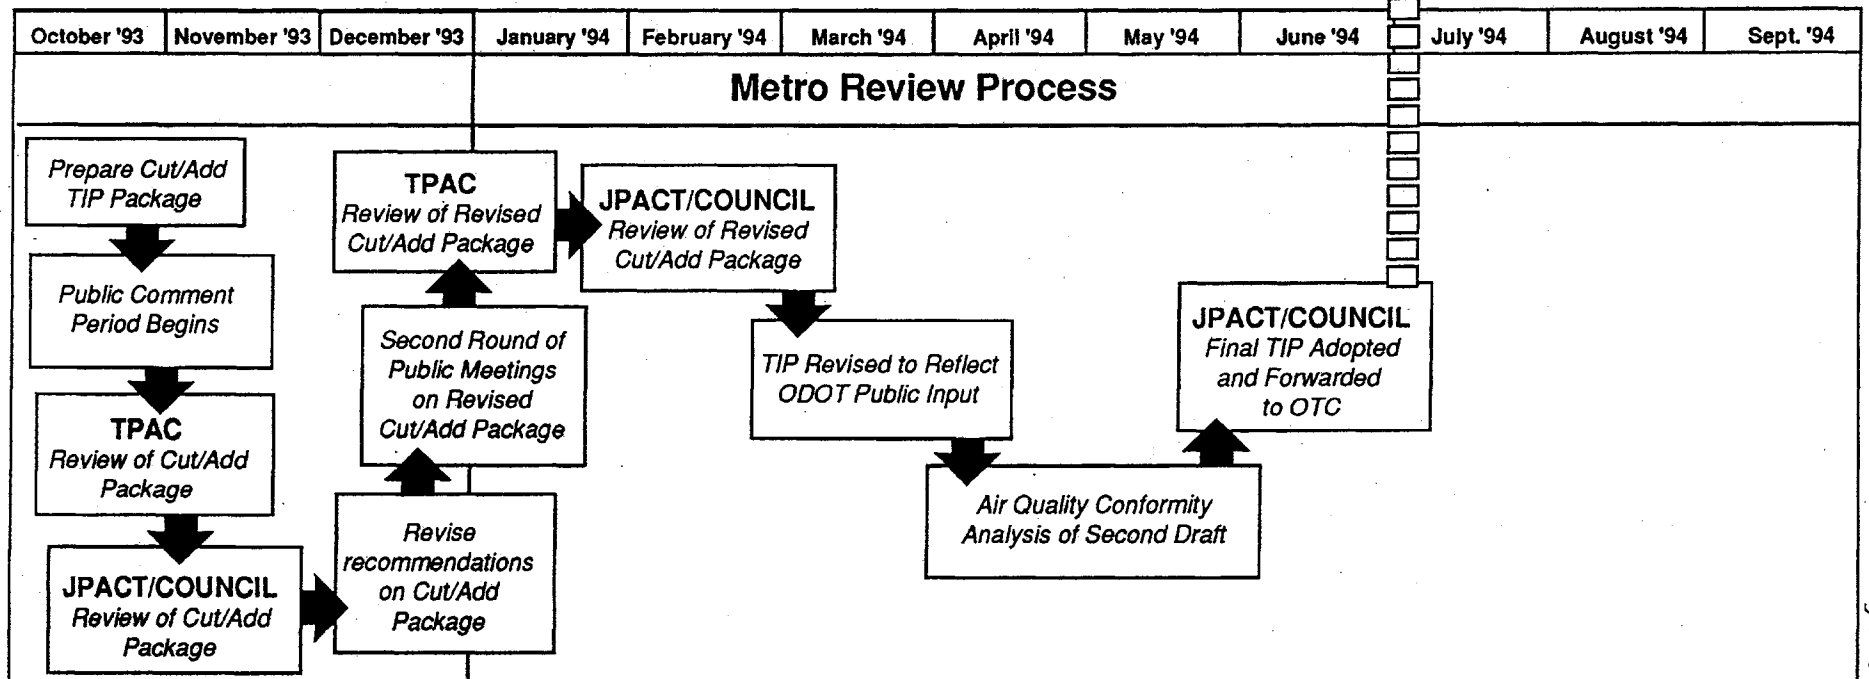 October '93 November '93 December '93 January '94 February '94 March '94 April '94 May '94 June '94 July '94 August '94 Sept. '94
Metro Review Process
Prepare Cut/Add
TIP Package
Public Comment
Period Begins
TPAC
Review of Cut/Add
Package
JPACT/COUNCIL
Review of Cut/Add
Package
Revise
recommendations
on Cut/Add
Package
Second Round of
Public Meetings
on Revised
Cut/Add Package
TPAC
Review of Revised
Cut/Add Package
JPACT/COUNCIL
Review of Revised
Cut/Add Package
TIP Revised to Reflect
ODOT Public Input
Air Quality Conformity
Analysis of Second Draft
JPACT/COUNCIL
Final TIP Adopted
and Forwarded
to OTC